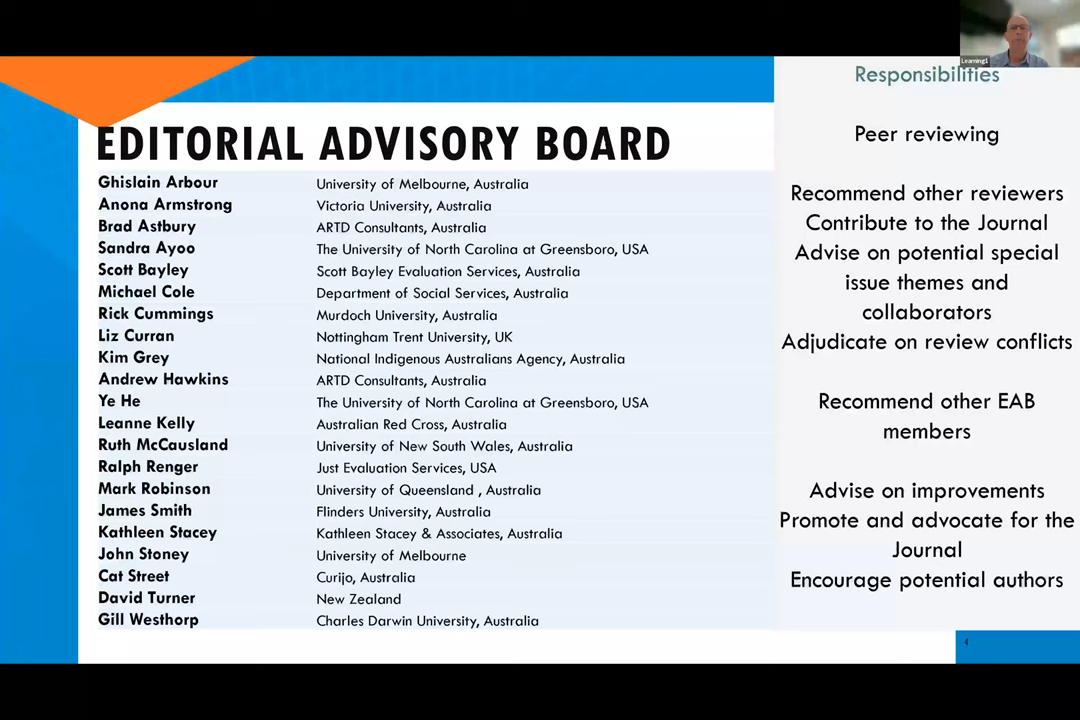 Learning1
EDITORIAL ADVISORY BOARD
Ghislain Arbour University of Melbourne, Australia
Anona Armstrong Victoria University, Australia
Brad Astbury ARTD Consultants, Australia
Sandra Ayoo The University of North Carolina at Greensboro, USA
Scott Bayley Scott Bayley Evaluation Services, Australia
Michael Cole Department of Social Services, Australia
Rick Cummings Murdoch University, Australia
Liz Curran Nottingham Trent University, UK
Kim Grey National Indigenous Australians Agency, Australia
Andrew Hawkins ARTD Consultants, Australia
Ye He The University of North Carolina at Greensboro, USA
Leanne Kelly Australian Red Cross, Australia
Ruth McCausland University of New South Wales, Australia
Ralph Renger Just Evaluation Services, USA
Mark Robinson University of Queensland , Australia
James Smith Flinders University, Australia
Kathleen Stacey Kathleen Stacey & Associates, Australia
John Stoney University of Melbourne
Cat Street Curijo, Australia
David Turner New Zealand
Gill Westhorp Charles Darwin University, Australia
Responsibilities
Peer reviewing
Recommend other reviewers
Contribute to the Journal
Advise on potential special
issue themes and
collaborators
Adjudicate on review conflicts
Recommend other EAB
members
Advise on improvements
Promote and advocate for the
Journal
Encourage potential authors
4